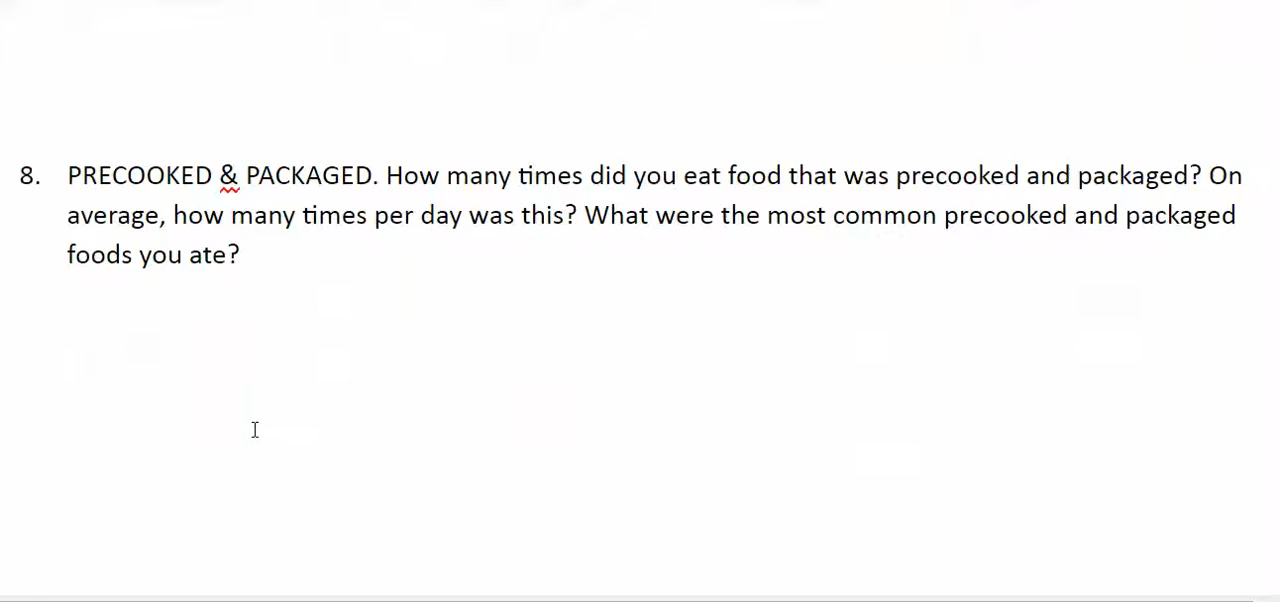 8. PRECOOKED & PACKAGED. How many times did you eat food that was precooked and packaged? On
average, how many times per day was this? What were the most common precooked and packaged
foods you ate?